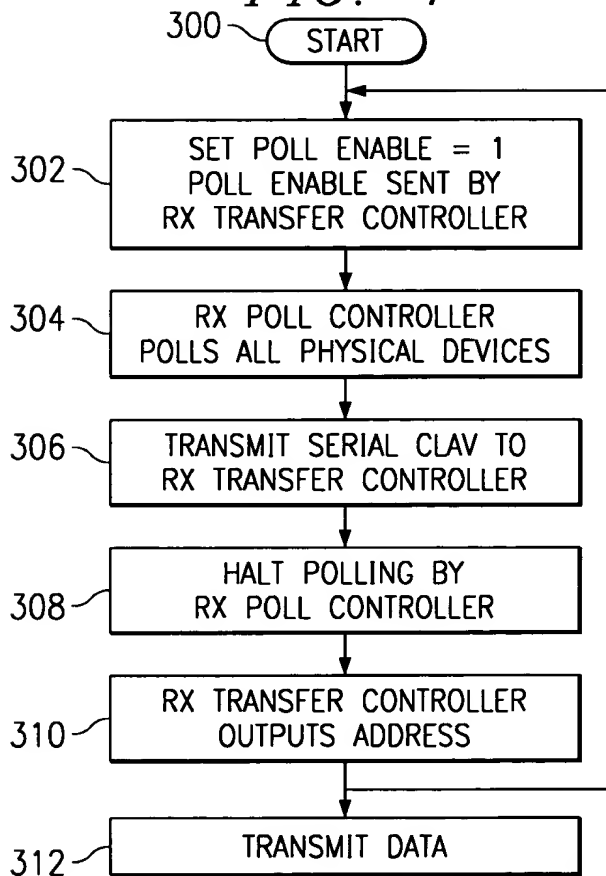 FIG.
300 START
302
SET POLL ENABLE = 1
POLL ENABLE SENT BY
RX TRANSFER CONTROLLER
304
RX POLL CONTROLLER
POLLS ALL PHYSICAL DEVICES
306
TRANSMIT SERIAL CLAV TO
RX TRANSFER CONTROLLER
308
HALT POLLING BY
RX POLL CONTROLLER
310
RX TRANSFER CONTROLLER
OUTPUTS ADDRESS
312
TRANSMIT DATA